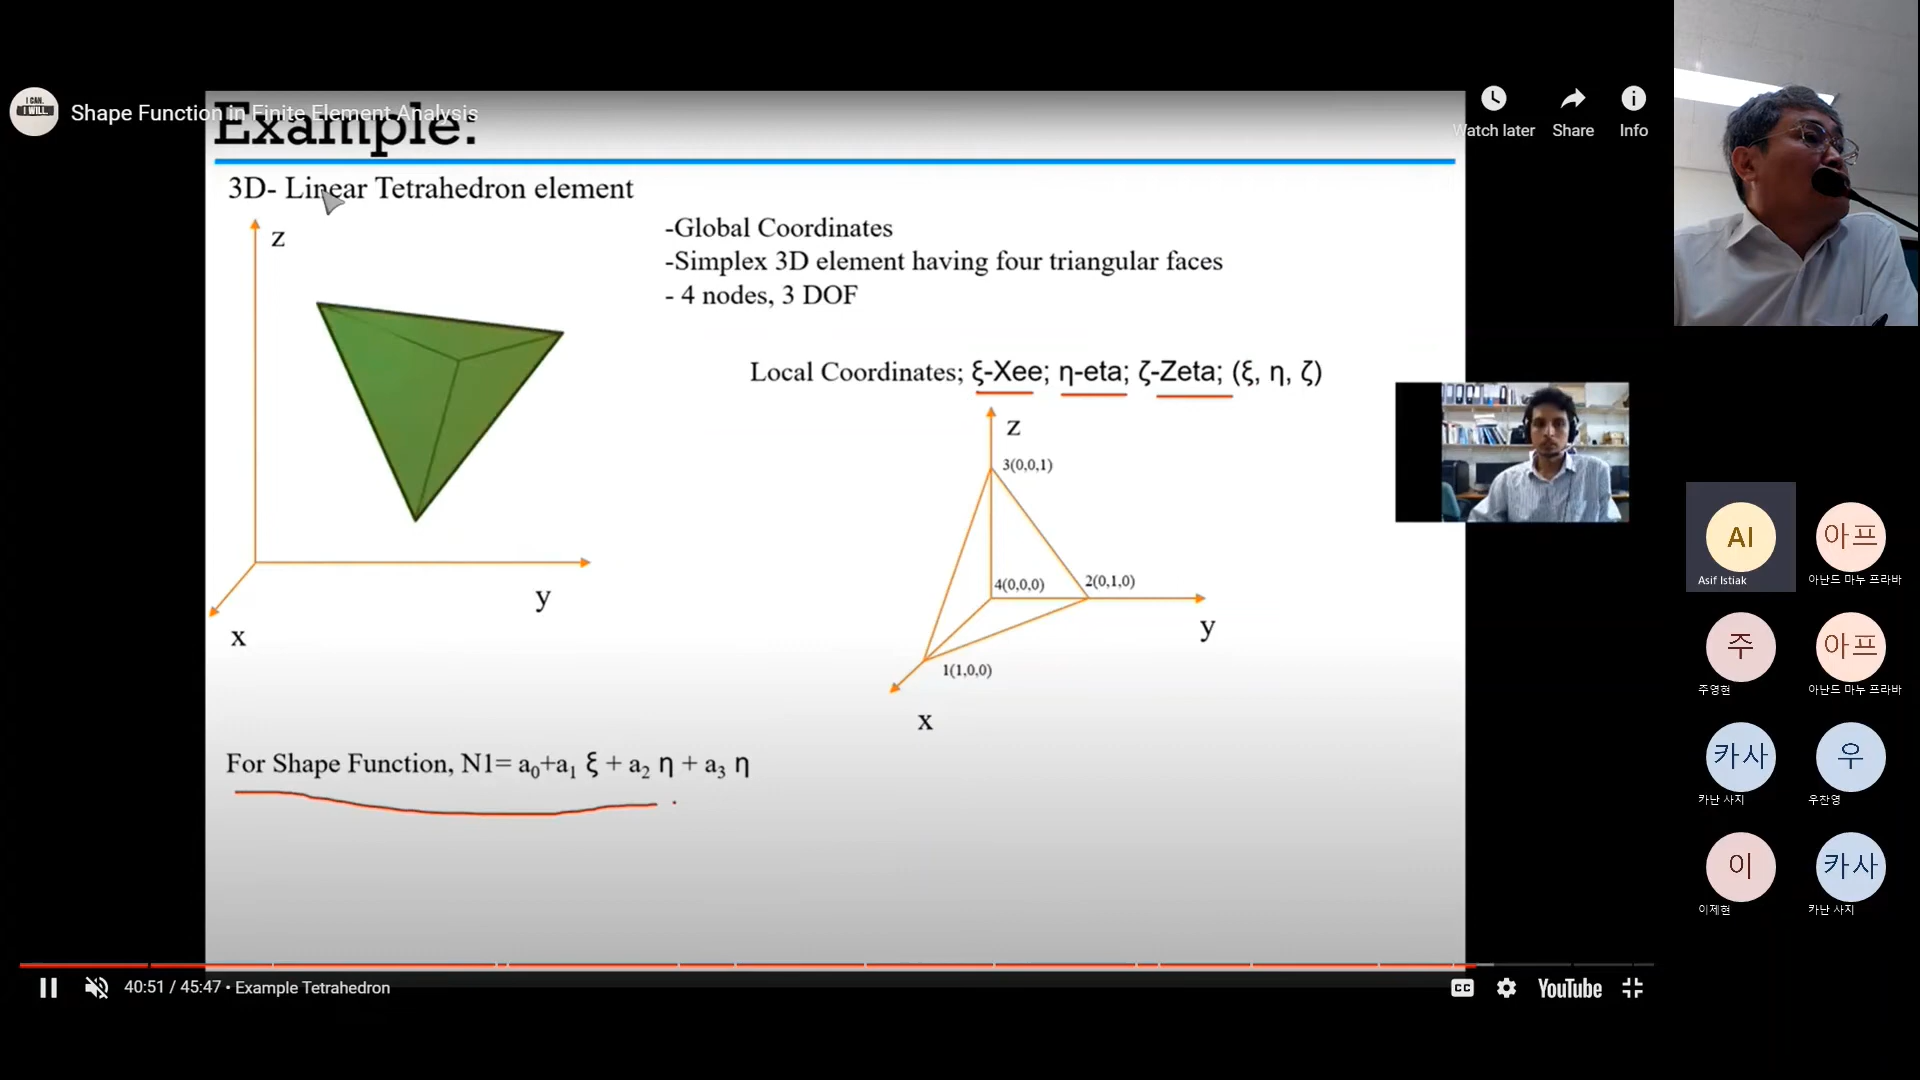 I CAN.
I WILL.
Shape Function in Finite Element Analysis
Watch later
Share
Info
Example:
3D- Linear Tetrahedron element
-Global Coordinates
-Simplex 3D element having four triangular faces
- 4 nodes, 3 DOF
z
y
x
Local Coordinates; ξ-Xee; η-eta; ζ-Zeta; (ξ, η, ζ)
z
3(0,0,1)
4(0,0,0)
2(0,1,0)
y
1(1,0,0)
x
For Shape Function, N1= a₀+a₁ ξ + a₂ η + a₃ η
40:51 / 45:47 • Example Tetrahedron
CC
YouTube
AI
Asif Istiak
아프
아난드 마누 프라바
주
주영현
아프
아난드 마누 프라바
카사
카난 사지
우
우찬영
이
이제현
카사
카난 사지